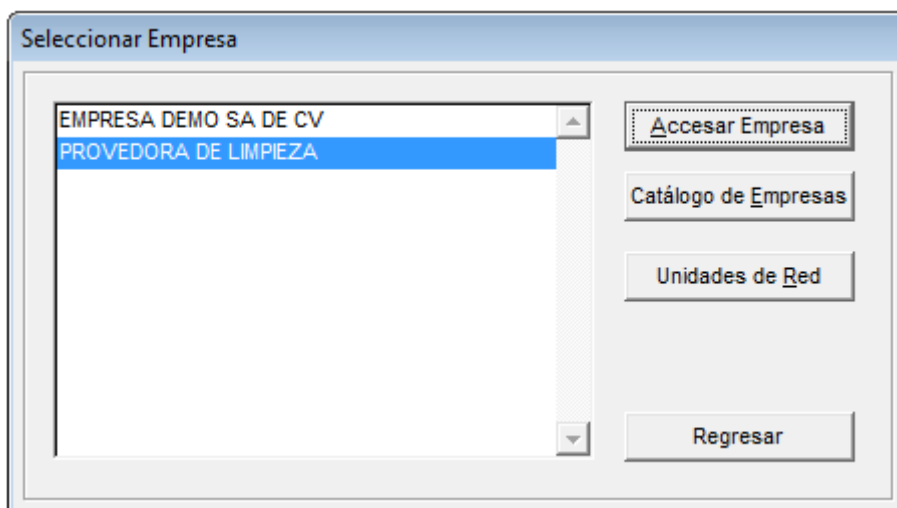 Seleccionar Empresa
EMPRESA DEMO SA DE CV
PROVEDORA DE LIMPIEZA
Accesar Empresa
Catálogo de Empresas
Unidades de Red
Regresar